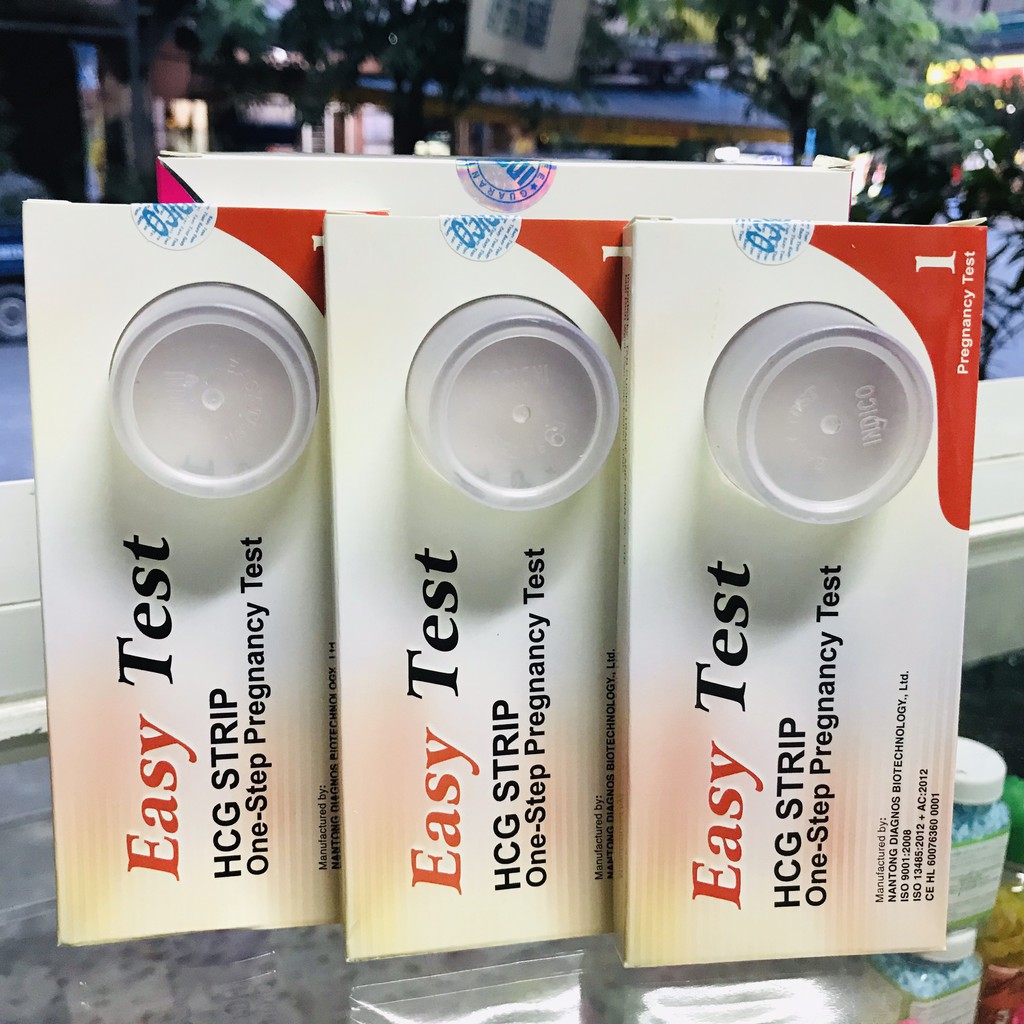 GUARAN
Easy Test
HCG STRIP
One-Step Pregnancy Test
Manufactured by:
NANTONG DIAGNOS BIOTECHNOLOGY., Ltd
1
Easy Test
HCG STRIP
One-Step Pregnancy Test
Manufactured by:
NANTONG DIAGNOS BIOTECHNOLOGY., Ltd.
1
Pregnancy Test
INDICO
Easy Test
HCG STRIP
One-Step Pregnancy Test
Manufactured by:
NANTONG DIAGNOS BIOTECHNOLOGY., Ltd.
ISO 9001:2008
ISO 13485:2012 + AC:2012
CE HL 60076360 0001